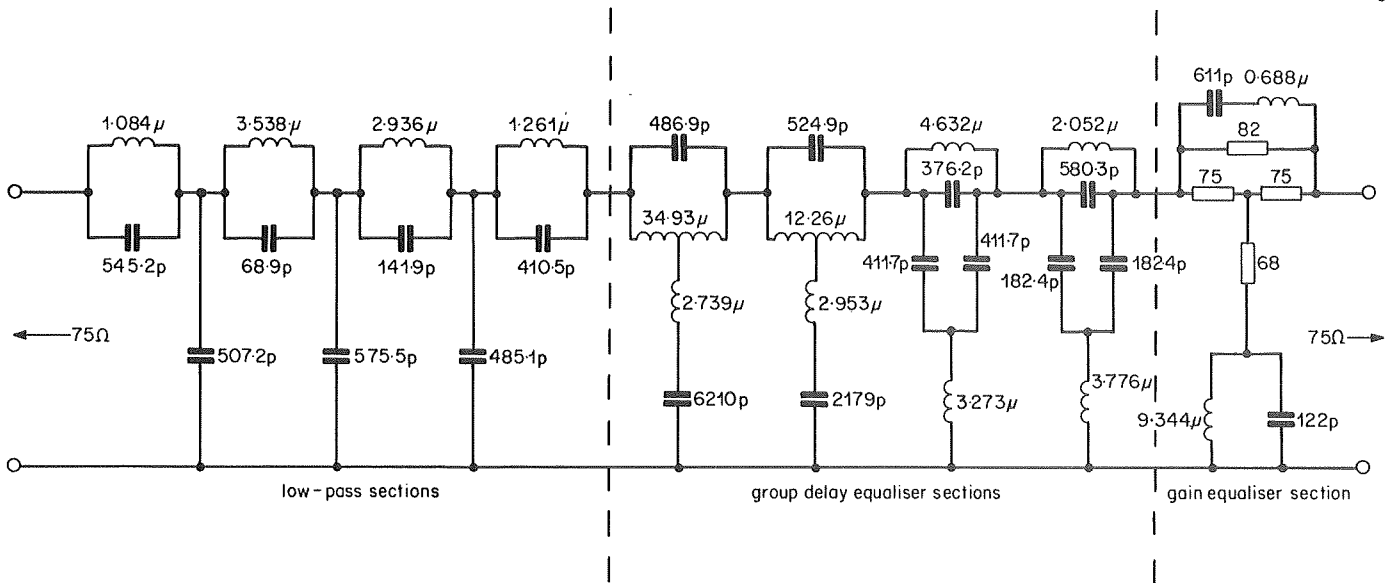 611p 0·688µ
1·084µ
3·538µ
2·936µ
1·261µ
486·9p
524·9p
4·632µ
2·052µ
82
376·2p
580·3p
75
75
545·2p
68·9p
141·9p
410·5p
34·93µ
12·26µ
411·7p
411·7p
182·4p
182·4p
68
2·739µ
2·953µ
75Ω
507·2p
575·5p
485·1p
6210p
2179p
3·273µ
3·776µ
9·344µ
122p
75Ω
low-pass sections
group delay equaliser sections
gain equaliser section